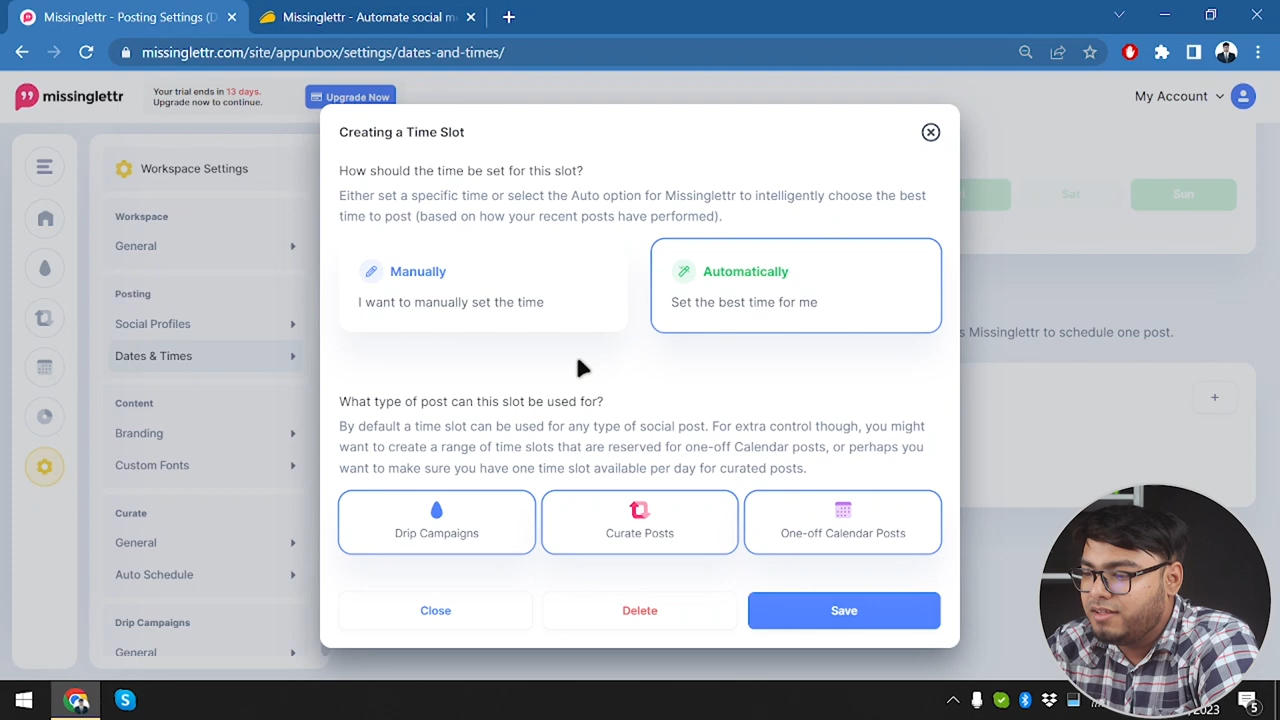 Missinglettr - Posting Settings (D
Missinglettr - Automate social m
missinglettr.com/site/appunbox/settings/dates-and-times/
missinglettr
Your trial ends in 13 days.
Upgrade now to continue.
Upgrade Now
My Account
Workspace Settings
Workspace
General
Posting
Social Profiles
Dates & Times
Content
Branding
Custom Fonts
Curate
General
Auto Schedule
Drip Campaigns
General
Creating a Time Slot
How should the time be set for this slot?
Either set a specific time or select the Auto option for Missinglettr to intelligently choose the best
time to post (based on how your recent posts have performed).
Manually
I want to manually set the time
Automatically
Set the best time for me
What type of post can this slot be used for?
By default a time slot can be used for any type of social post. For extra control though, you might
want to create a range of time slots that are reserved for one-off Calendar posts, or perhaps you
want to make sure you have one time slot available per day for curated posts.
Drip Campaigns
Curate Posts
One-off Calendar Posts
Close
Delete
Save
Sat
Sun
s Missinglettr to schedule one post.
2023
5